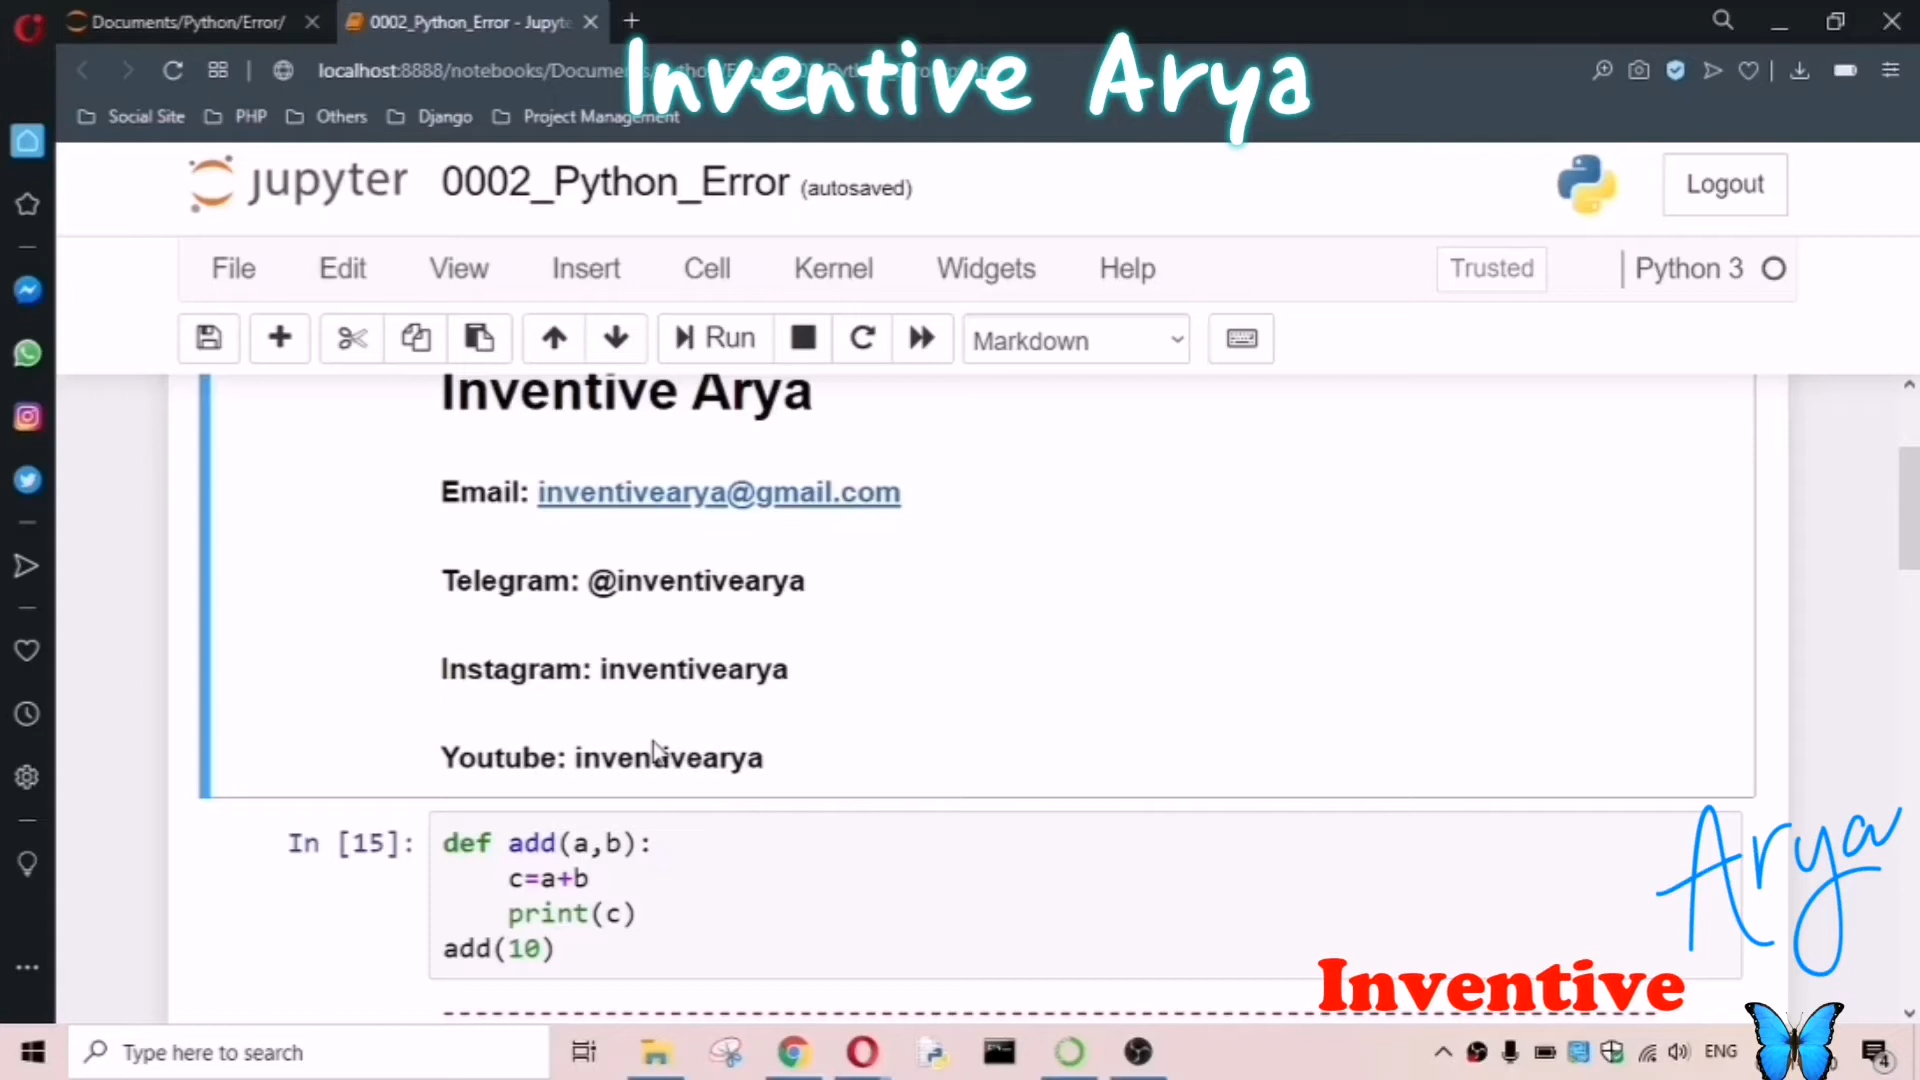 Documents/Python/Error/
0002_Python_Error - Jupyte
localhost:8888/notebooks/Document
Inventive Arya
Social Site
PHP
Others
Django
Project Management
jupyter
0002_Python_Error (autosaved)
Logout
File
Edit
View
Insert
Cell
Kernel
Widgets
Help
Trusted
Python 3
Run
Markdown
Inventive Arya
Email: inventivearya@gmail.com
Telegram: @inventivearya
Instagram: inventivearya
Youtube: inventivearya
In [15]:
def add(a,b):
c=a+b
print(c)
add(10)
Arya
Inventive
Type here to search
ENG
4